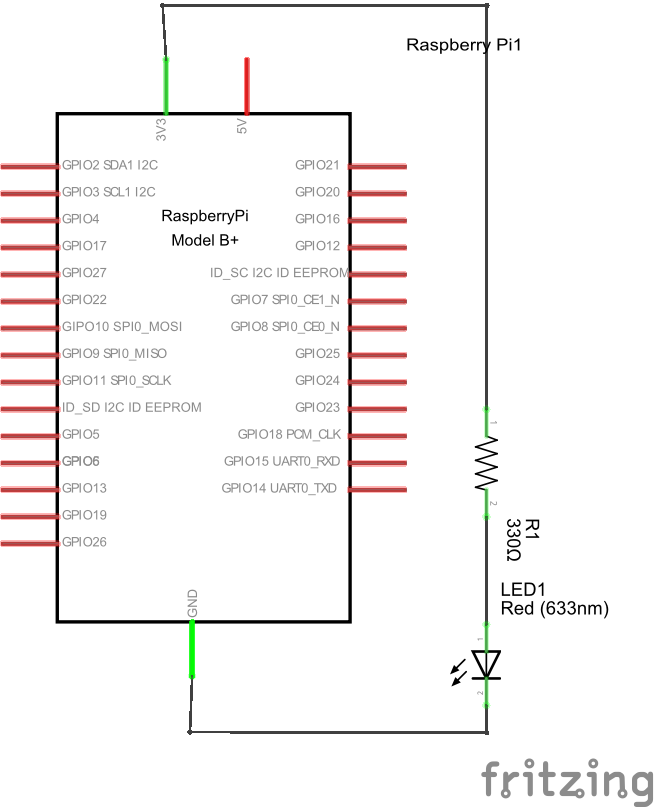 Raspberry Pi1
3V3
5V
GPIO2 SDA1 I2C
GPIO21
GPIO3 SCL1 I2C
GPIO20
GPIO4
RaspberryPi
GPIO16
GPIO17
Model B+
GPIO12
GPIO27
ID_SC I2C ID EEPROM
GPIO22
GPIO7 SPI0_CE1_N
GIPO10 SPI0_MOSI
GPIO8 SPI0_CE0_N
GPIO9 SPI0_MISO
GPIO25
GPIO11 SPI0_SCLK
GPIO24
ID_SD I2C ID EEPROM
GPIO23
1
GPIO5
GPIO18 PCM_CLK
GPIO6
GPIO15 UART0_RXD
GPIO13
GPIO14 UART0_TXD
2
GPIO19
R1
330Ω
GPIO26
GND
LED1
Red (633nm)
1
2
fritzing